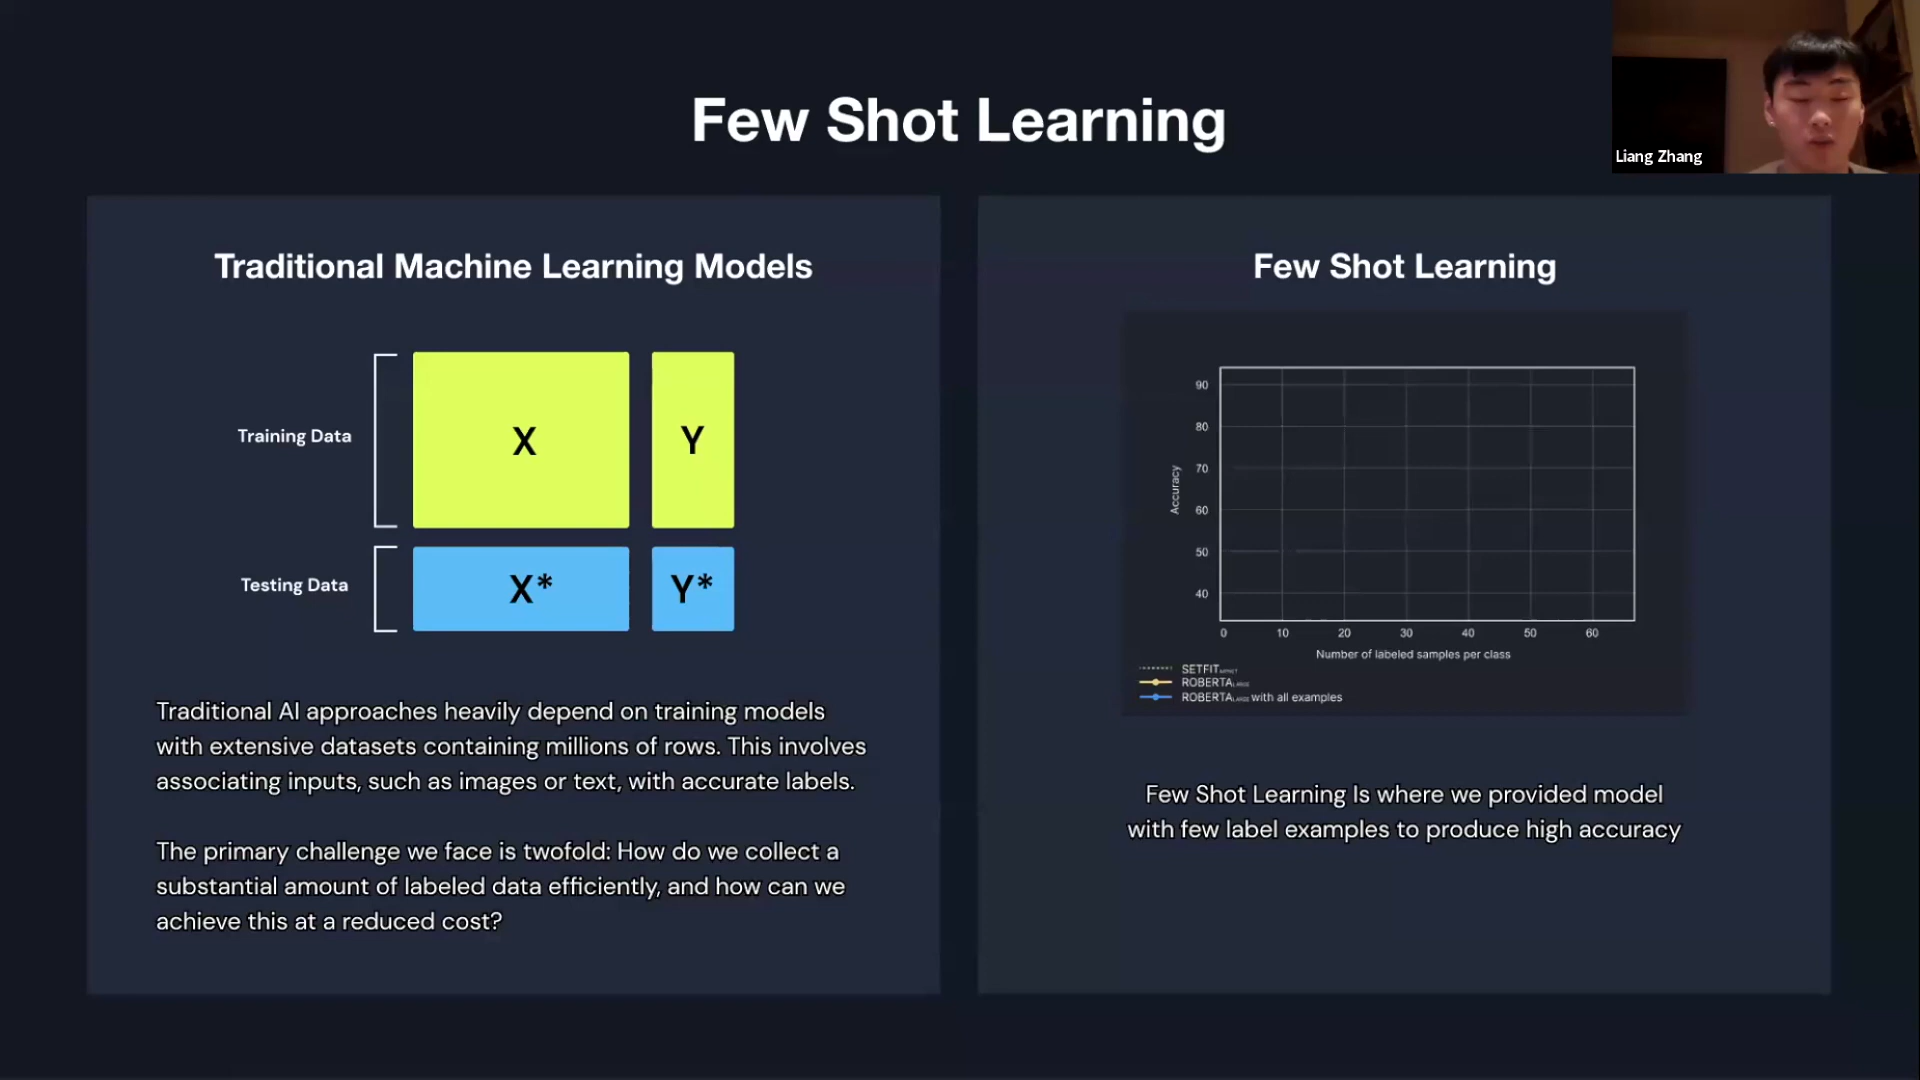 Few Shot Learning
Liang Zhang
Traditional Machine Learning Models
Training Data
X
Y
Testing Data
X*
Y*
Traditional AI approaches heavily depend on training models
with extensive datasets containing millions of rows. This involves
associating inputs, such as images or text, with accurate labels.
The primary challenge we face is twofold: How do we collect a
substantial amount of labeled data efficiently, and how can we
achieve this at a reduced cost?
Few Shot Learning
90
80
70
60
50
40
Accuracy
0 10 20 30 40 50 60
Number of labeled samples per class
SETFIT
ROBERTA
ROBERTA with all examples
Few Shot Learning Is where we provided model
with few label examples to produce high accuracy